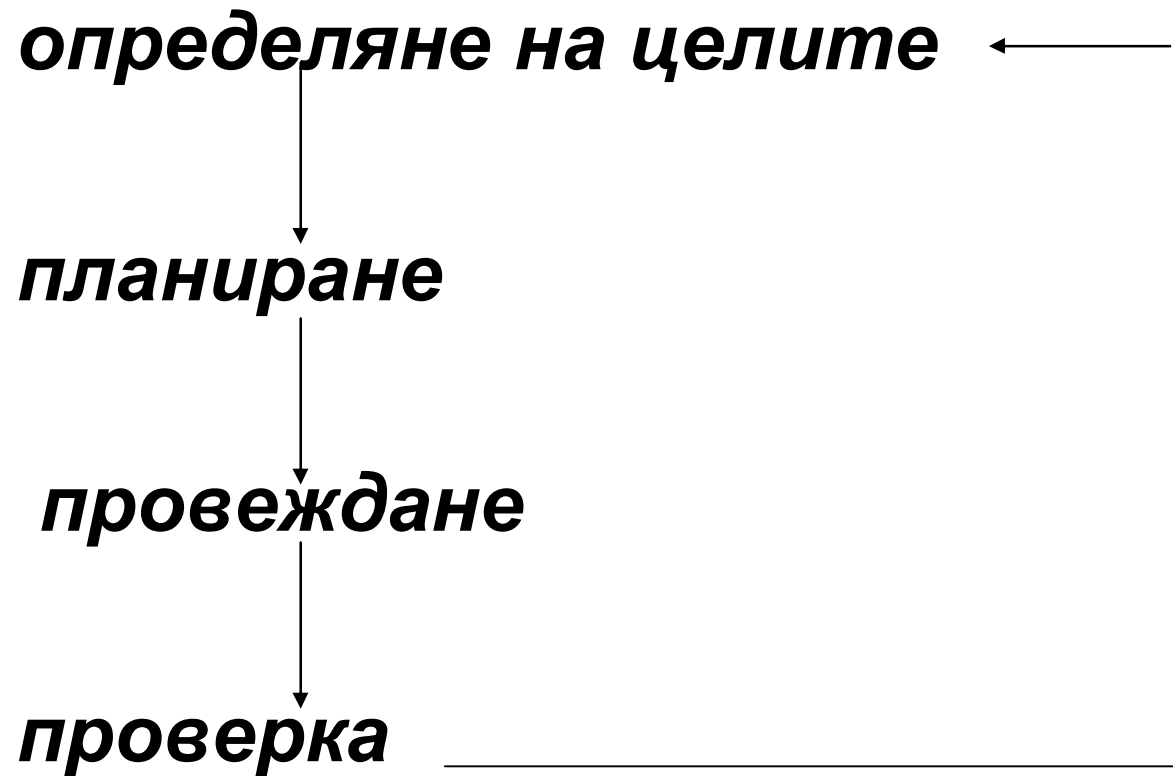 определяне на целите
планиране
провеждане
проверка